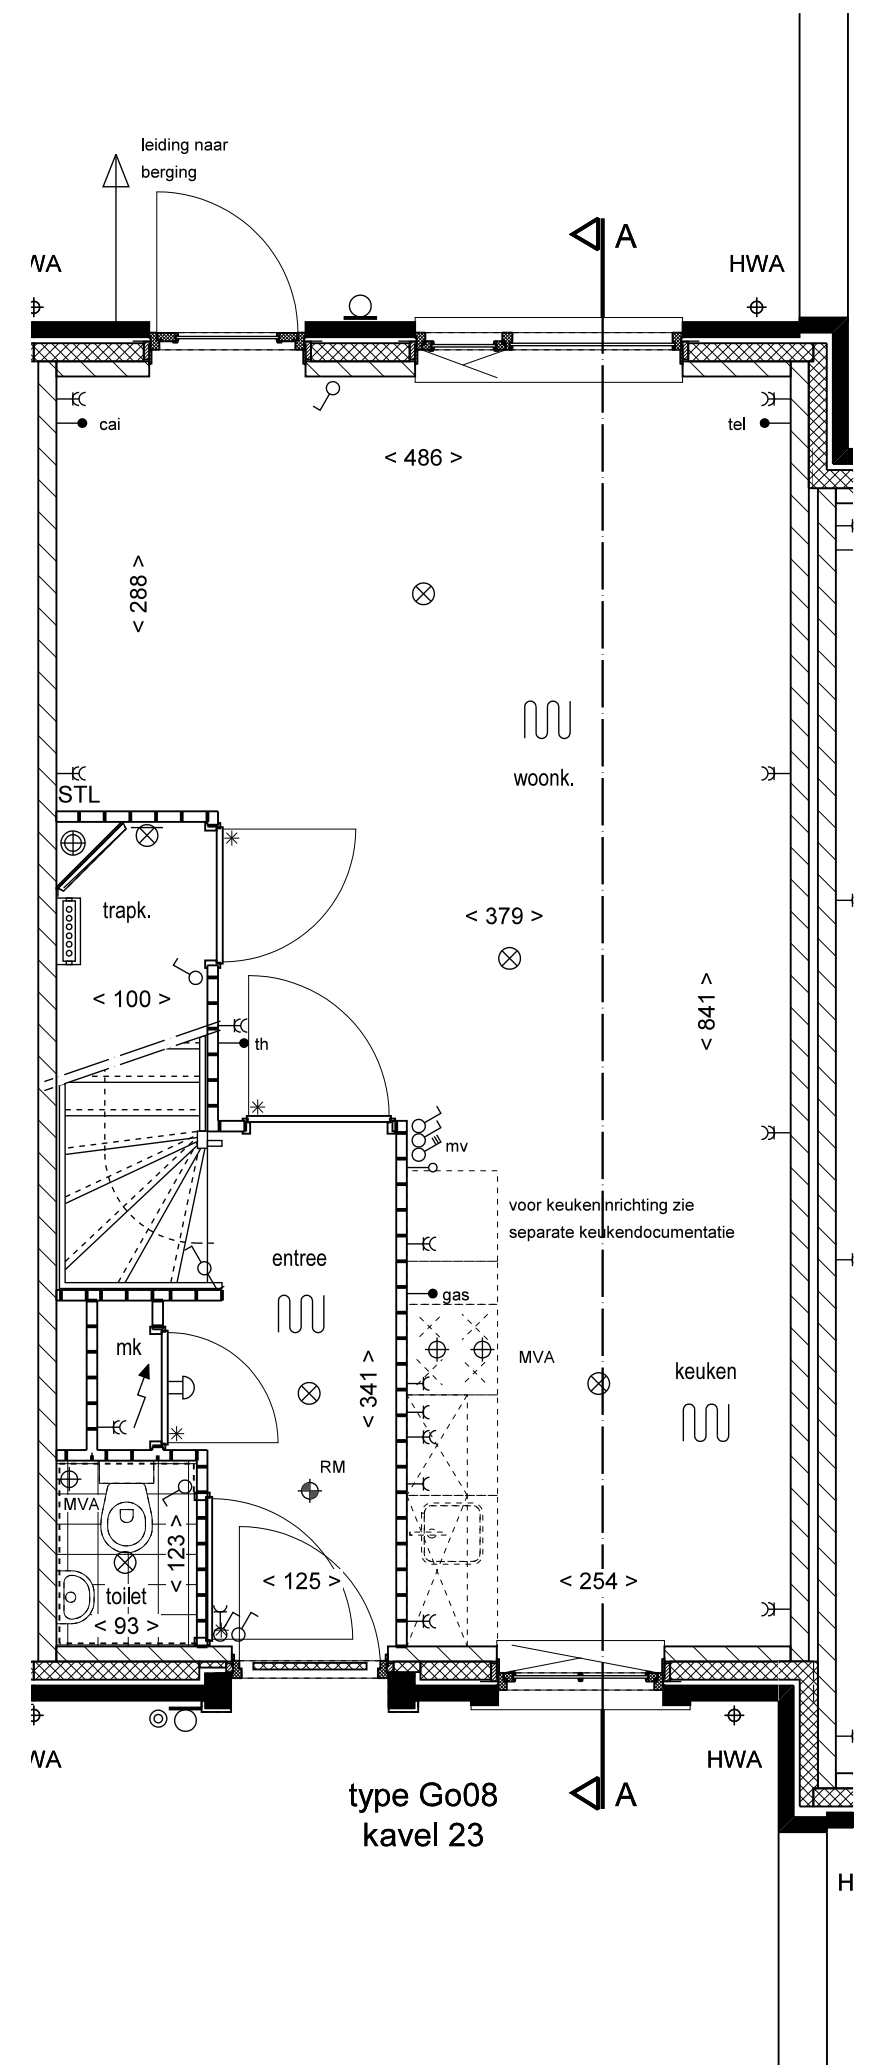 leiding naar
berging
A
WA
HWA
cai
tel
< 486 >
< 288 >
woonk.
STL
trapk.
< 379 >
< 100 >
< 841 >
th
mv
voor keukeninrichting zie
separate keukendocumentatie
entree
gas
mk
MVA
keuken
< 341 >
RM
MVA
< 123 >
< 125 >
< 254 >
toilet
< 93 >
WA
HWA
type Go08
A
kavel 23
H